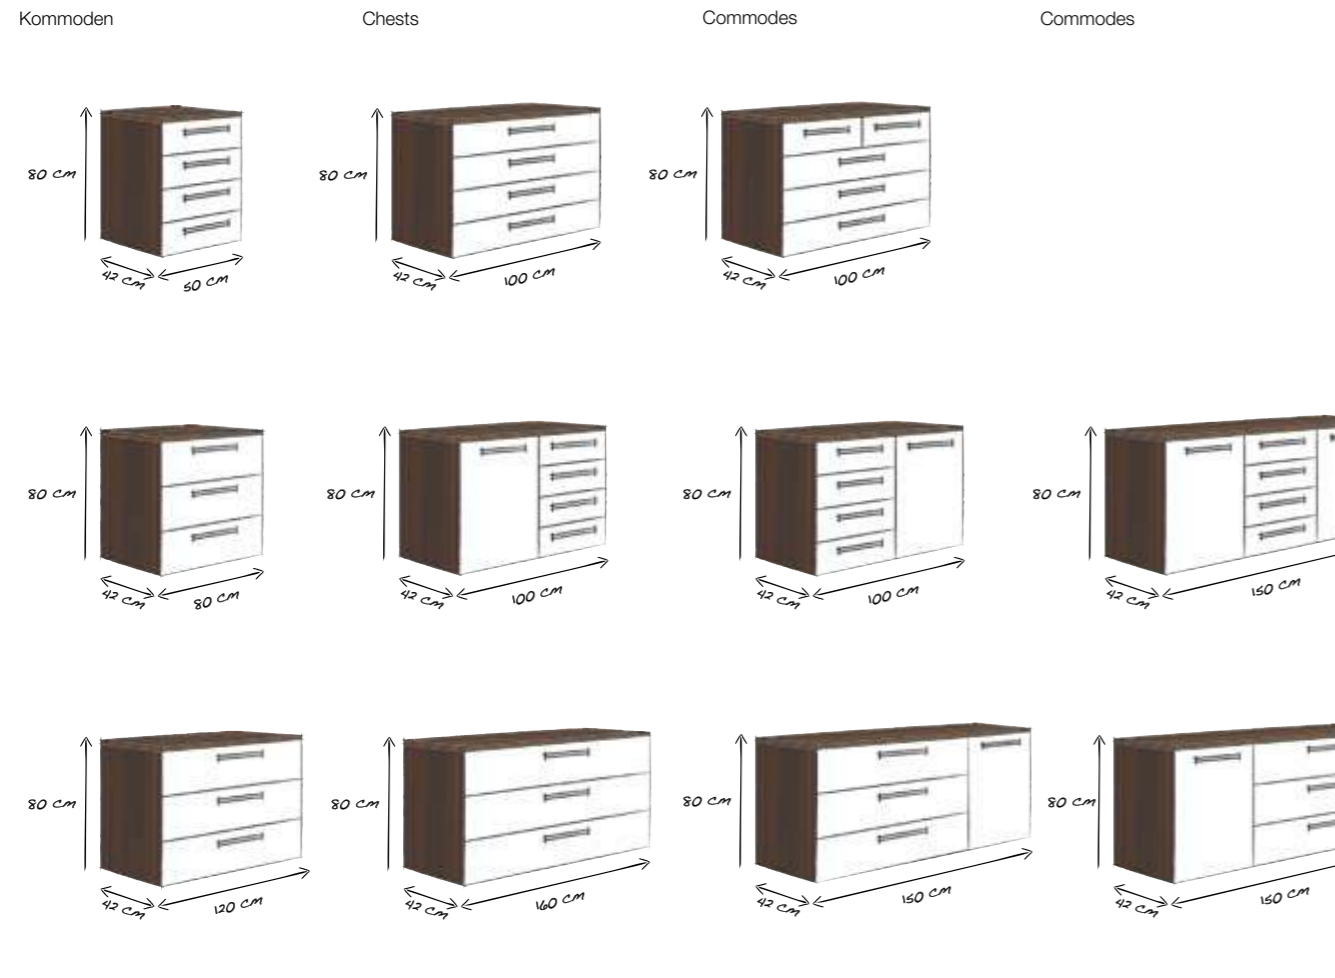 Kommoden Chests Commodes Commodes
80 cm 80 cm 80 cm
42 cm 50 cm 42 cm 100 cm 42 cm 100 cm
80 cm 80 cm 80 cm 80 cm
42 cm 80 cm 42 cm 100 cm 42 cm 100 cm 42 cm 150 cm
80 cm 80 cm 80 cm 80 cm
42 cm 120 cm 42 cm 160 cm 42 cm 150 cm 42 cm 150 cm